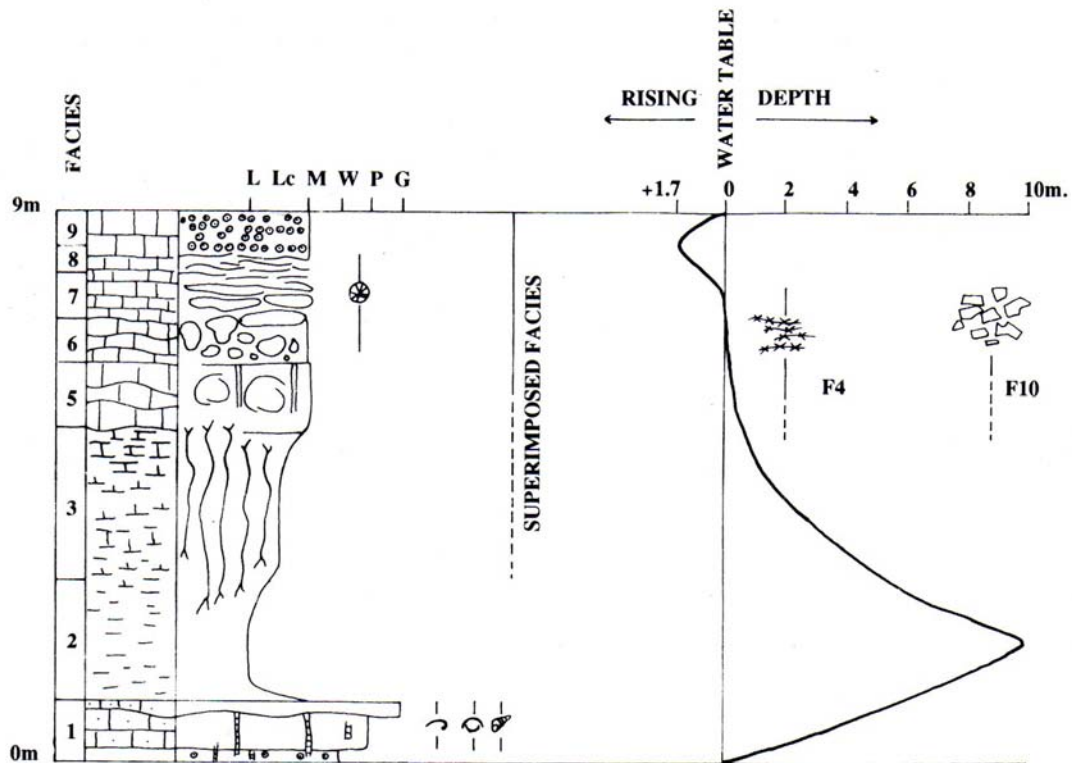 WATER TABLE
RISING
DEPTH
FACIES
L Lc M W P G
+1.7 0 2 4 6 8 10m.
9m
9
8
7
6
5
3
2
1
0m
SUPERIMPOSED FACIES
F4
F10